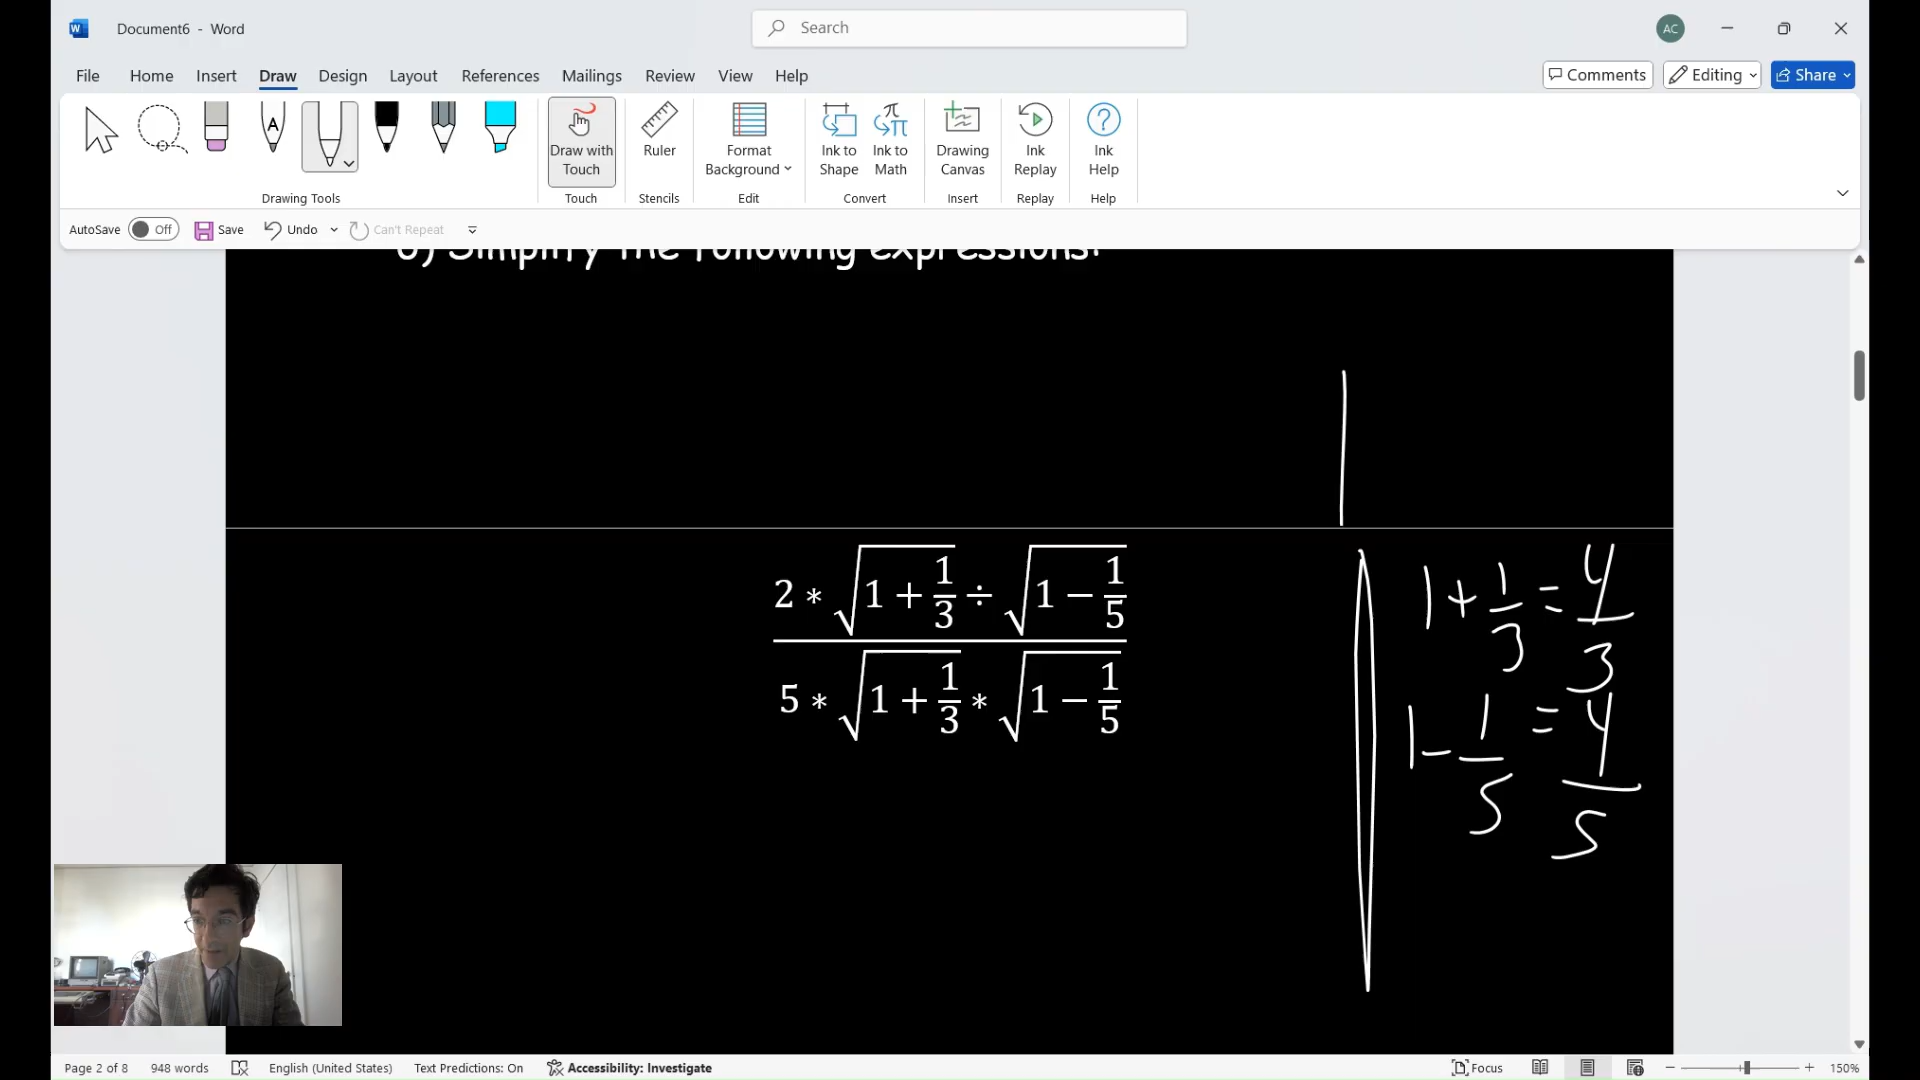 Document6 - Word
Search
AC
File Home Insert Draw Design Layout References Mailings Review View Help
Comments Editing Share
A
Draw with Touch
Ruler
Format Background
Ink to Shape
Ink to Math
Drawing Canvas
Ink Replay
Ink Help
Drawing Tools Touch Stencils Edit Convert Insert Replay Help
AutoSave Off Save Undo Can't Repeat
6) Simplify the following expressions:
2 * √(1 + 1/3) ÷ √(1 − 1/5)
5 * √(1 + 1/3) * √(1 − 1/5)
1 + 1/3 = 4/3
1 - 1/5 = 4/5
Page 2 of 8 948 words English (United States) Text Predictions: On Accessibility: Investigate Focus 150%